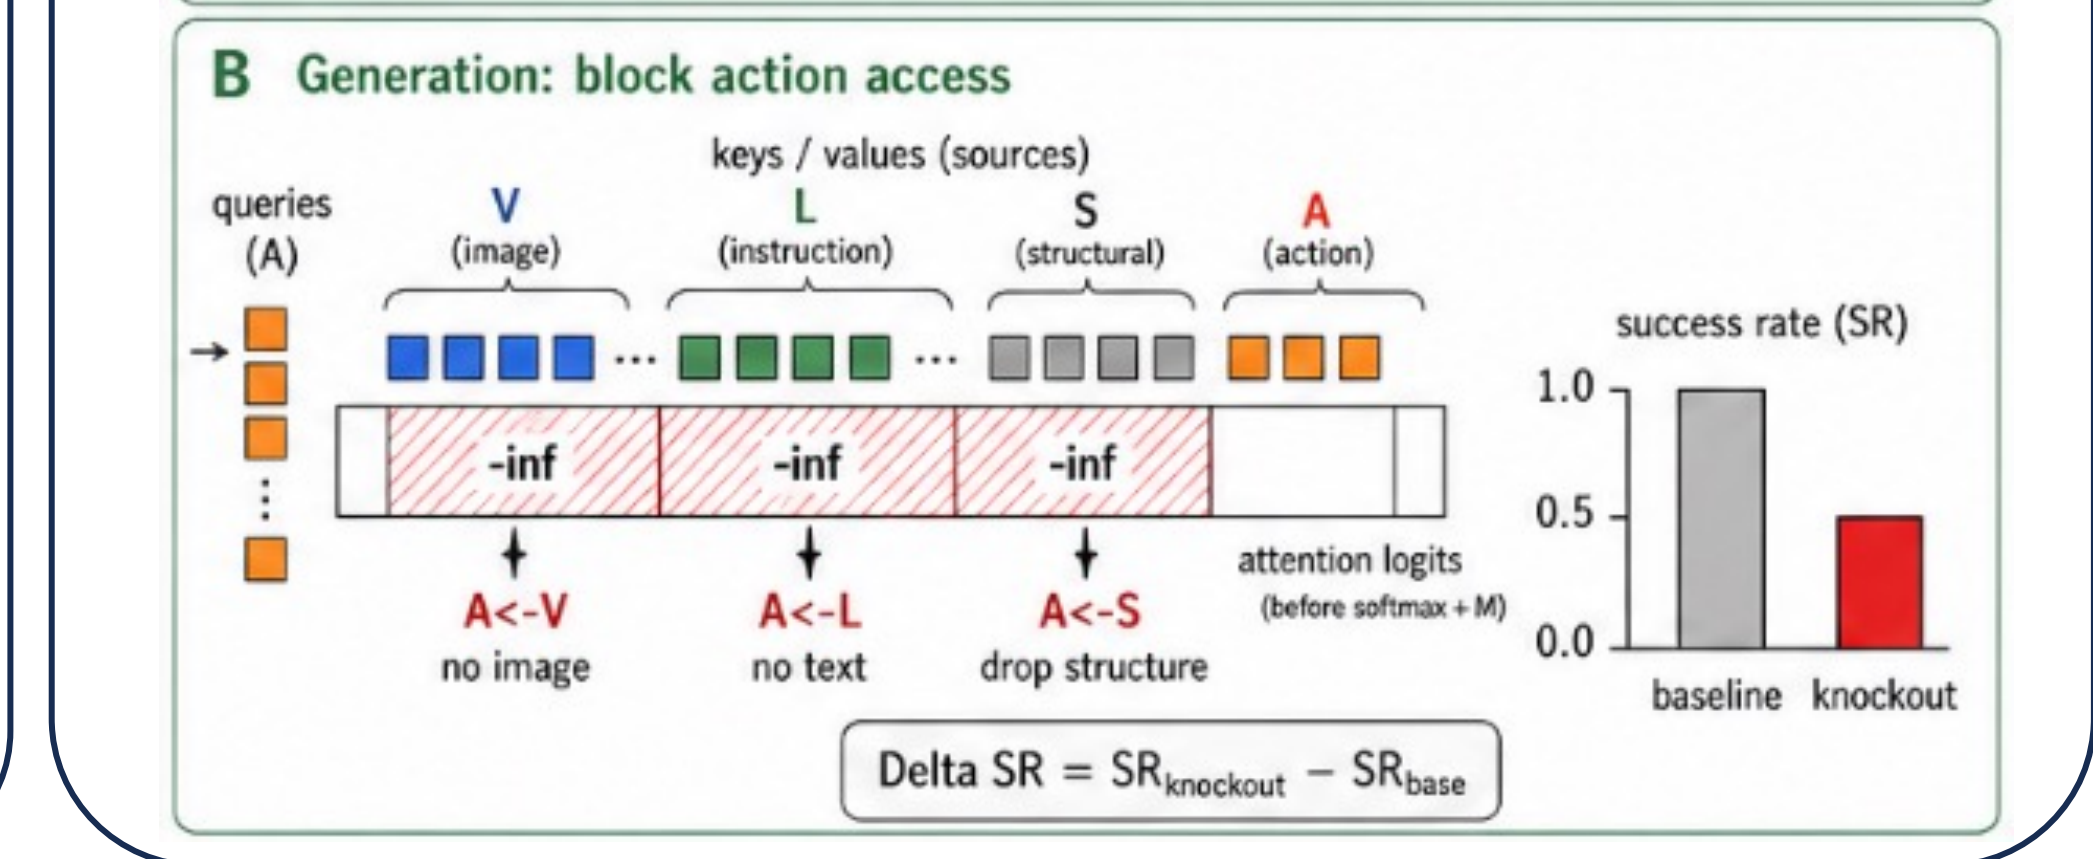 B Generation: block action access
keys / values (sources)
queries
(A)
V
(image)
L
(instruction)
S
(structural)
A
(action)
-inf
-inf
-inf
A<-V
no image
A<-L
no text
A<-S
drop structure
attention logits
(before softmax + M)
success rate (SR)
1.0
0.5
0.0
baseline
knockout
Delta SR = SRknockout − SRbase